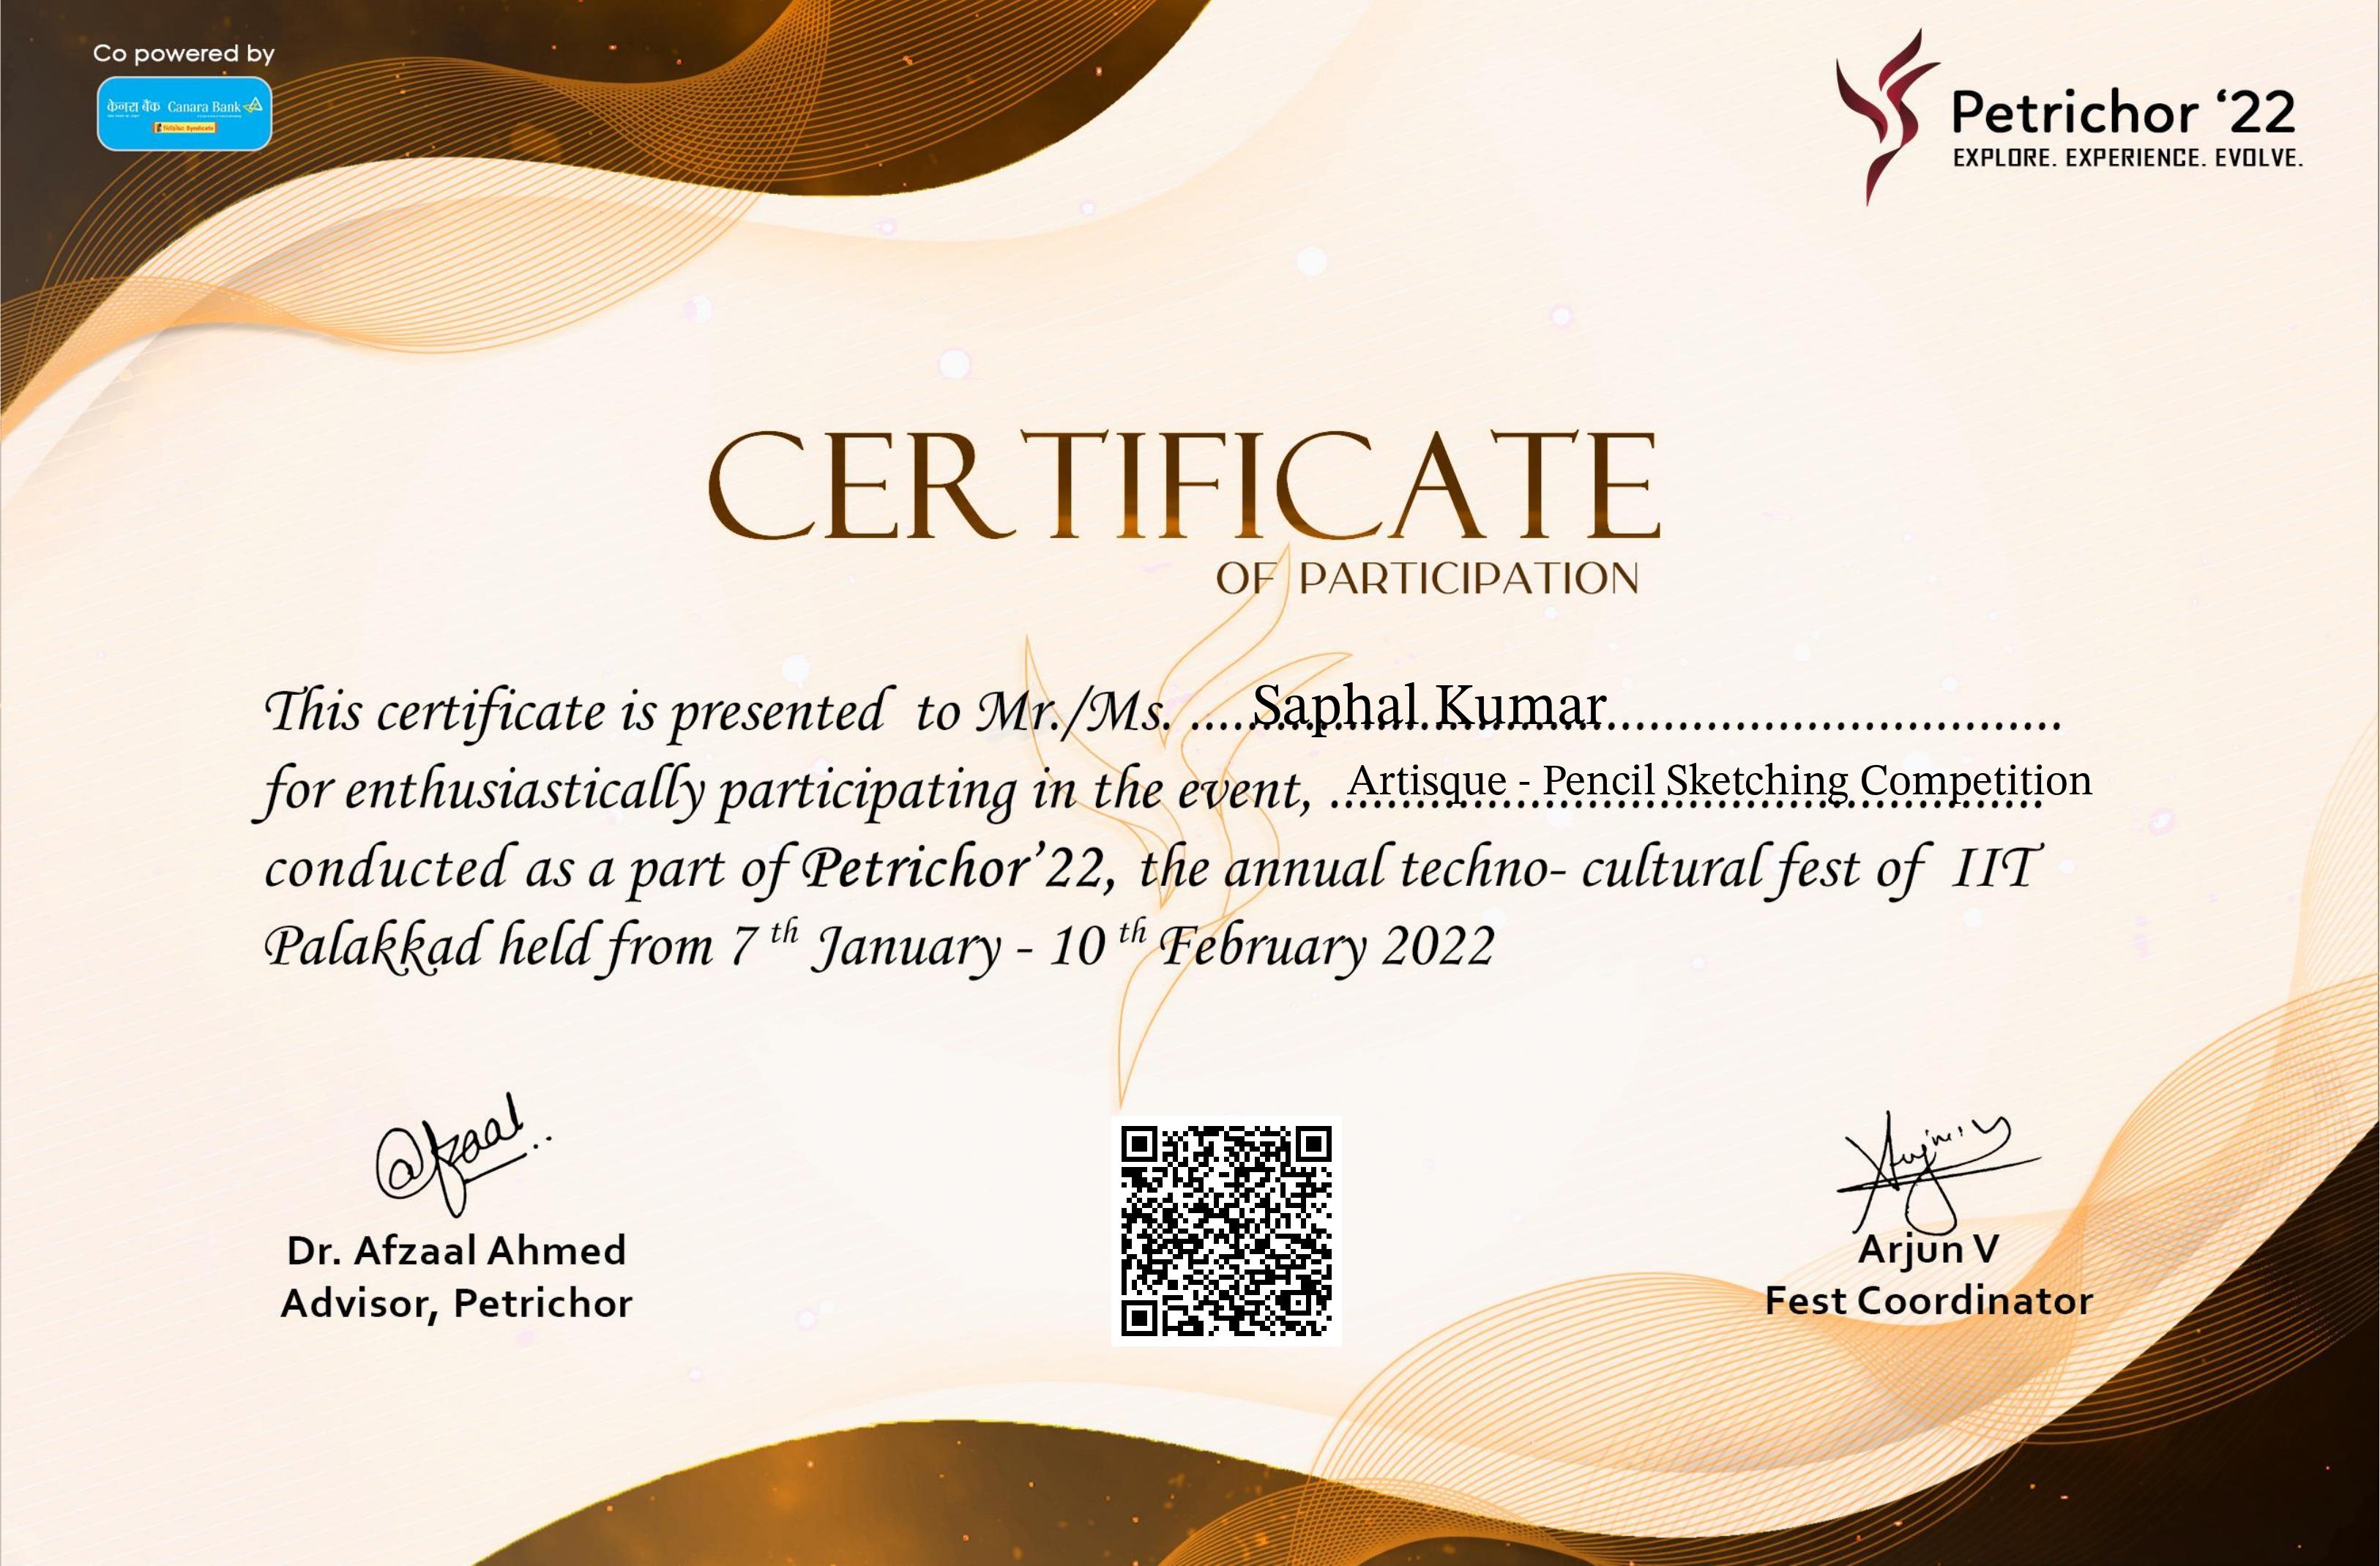 Co powered by
केनरा बैंक Canara Bank
सिंडिकेट Syndicate
Petrichor ‘22
EXPLORE. EXPERIENCE. EVOLVE.
CERTIFICATE
OF PARTICIPATION
This certificate is presented to Mr./Ms. Saphal Kumar
for enthusiastically participating in the event, Artisque - Pencil Sketching Competition
conducted as a part of Petrichor’22, the annual techno- cultural fest of IIT
Palakkad held from 7 th January - 10 th February 2022
Afzaal
Dr. Afzaal Ahmed
Advisor, Petrichor
Arjun V
Fest Coordinator